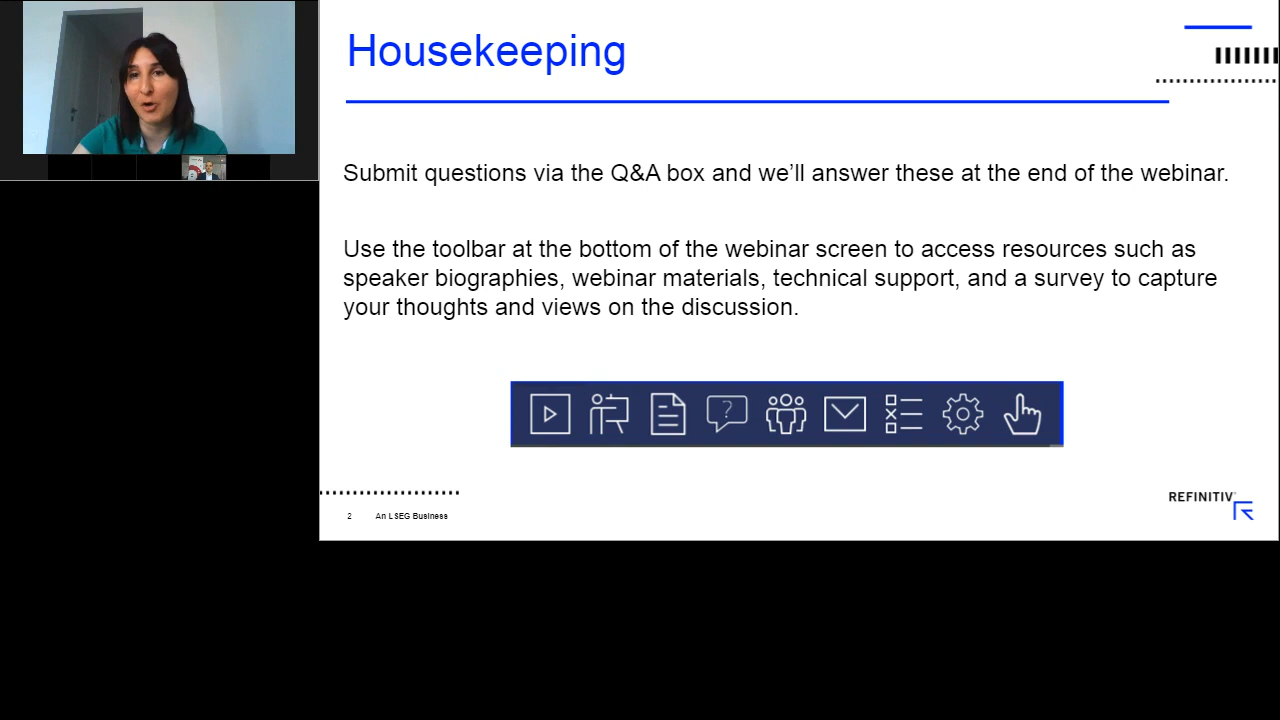 Housekeeping
Submit questions via the Q&A box and we’ll answer these at the end of the webinar.
Use the toolbar at the bottom of the webinar screen to access resources such as
speaker biographies, webinar materials, technical support, and a survey to capture
your thoughts and views on the discussion.
?
REFINITIV
2 An LSEG Business